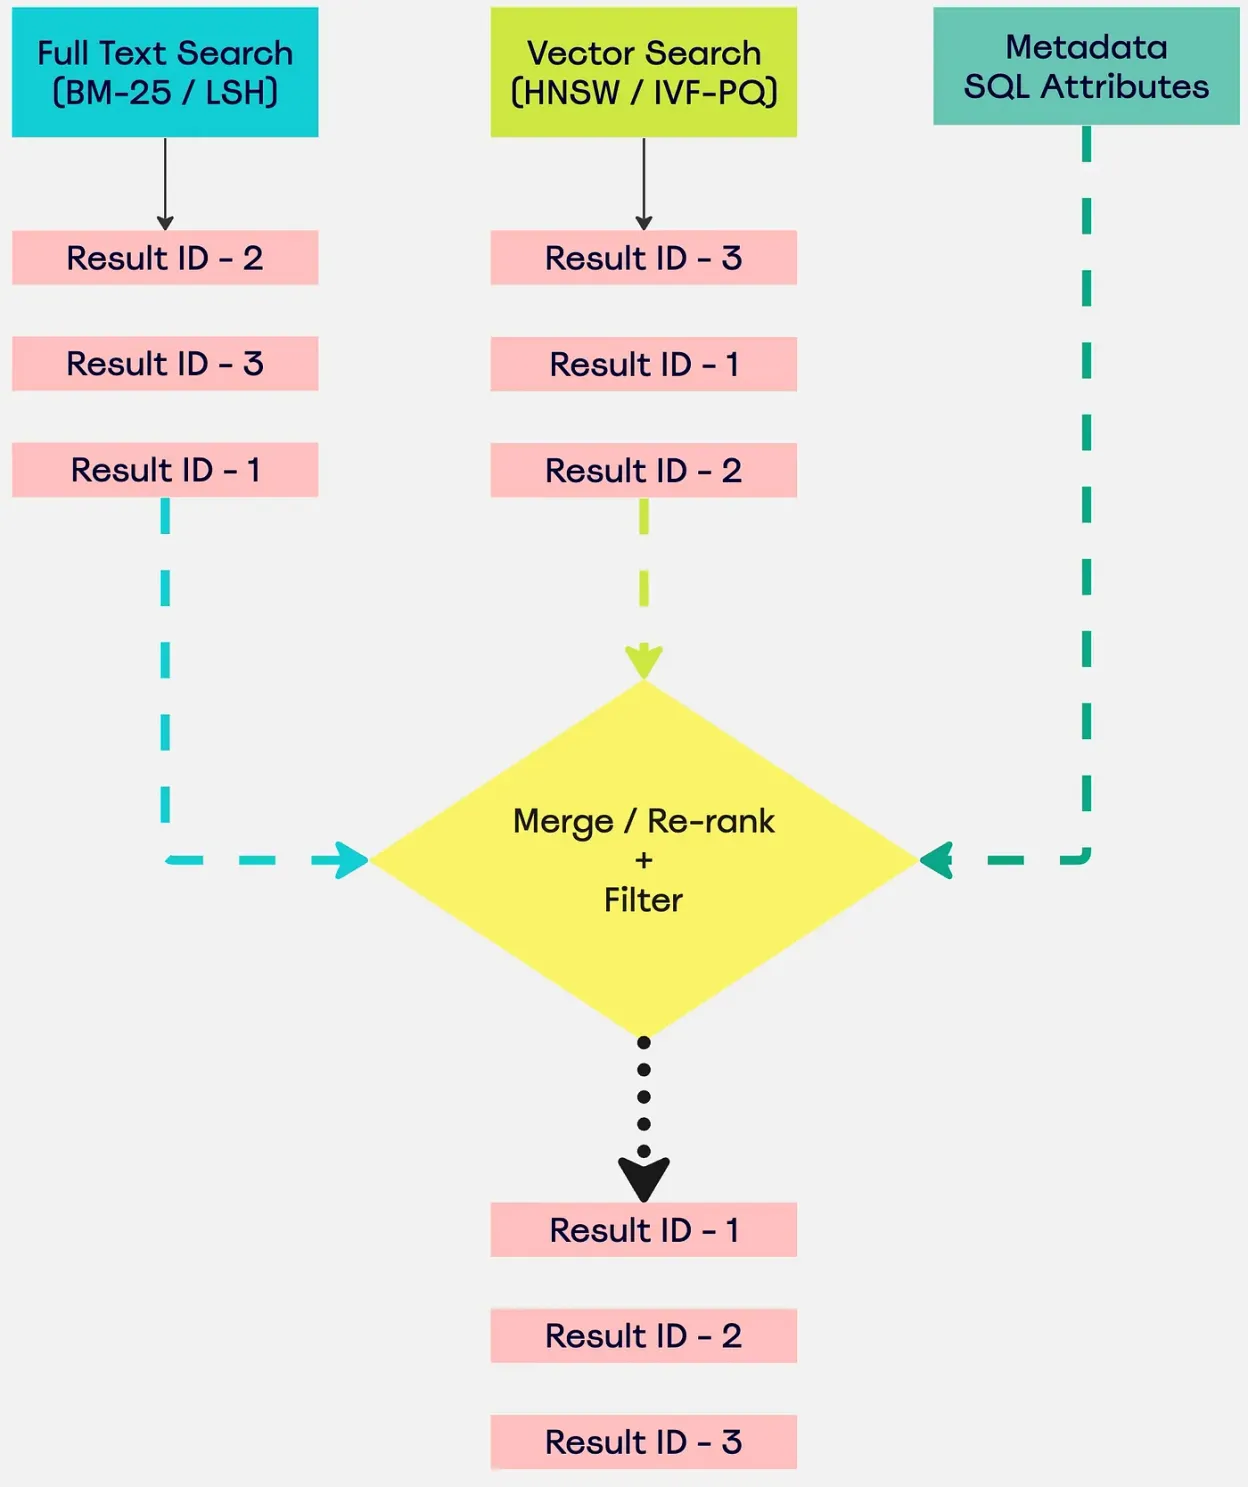 Full Text Search
(BM-25 / LSH)
Vector Search
(HNSW / IVF-PQ)
Metadata
SQL Attributes
Result ID - 2
Result ID - 3
Result ID - 1
Result ID - 3
Result ID - 1
Result ID - 2
Merge / Re-rank
+
Filter
Result ID - 1
Result ID - 2
Result ID - 3